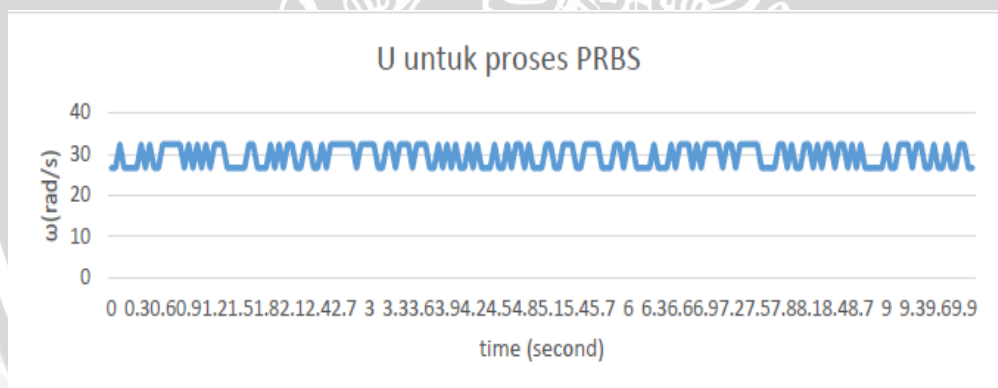 U untuk proses PRBS
40
30
20
10
0
ω(rad/s)
0 0.30.60.91.21.51.82.12.42.7 3 3.33.63.94.24.54.85.15.45.7 6 6.36.66.97.27.57.88.18.48.7 9 9.39.69.9
time (second)